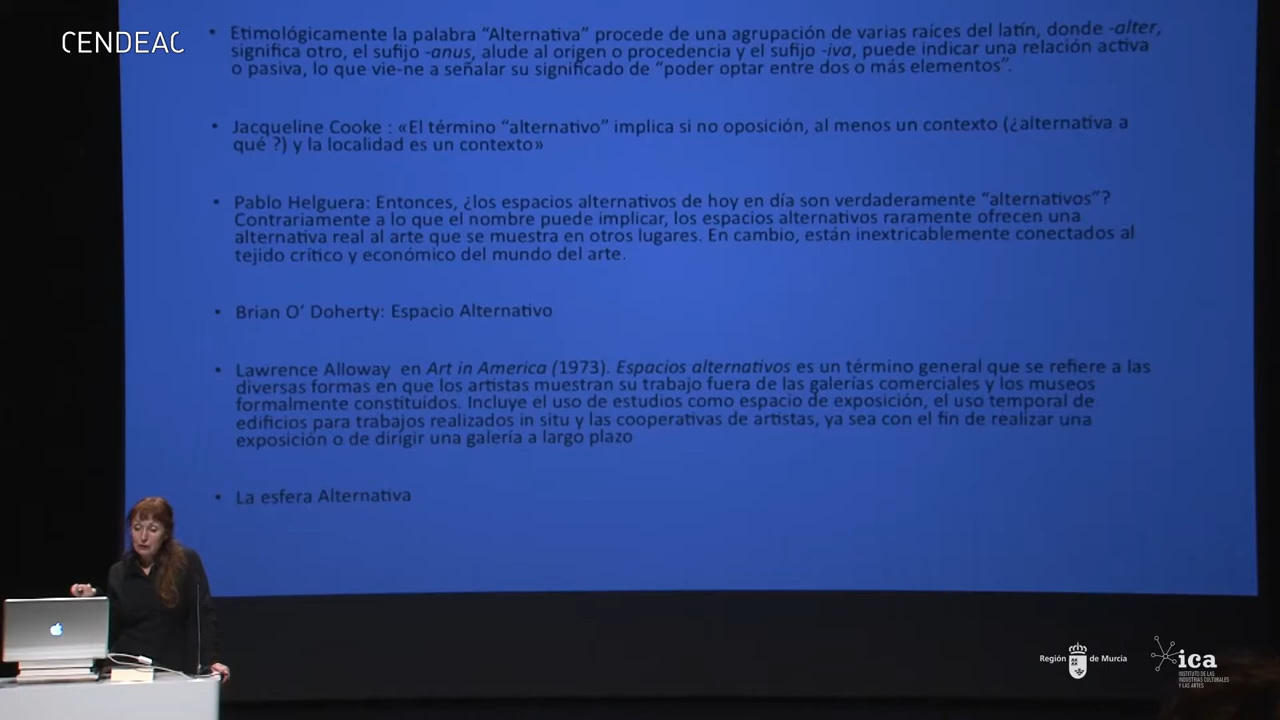 CENDEAC
• Etimológicamente la palabra “Alternativa” procede de una agrupación de varias raíces del latín, donde -alter,
significa otro, el sufijo -anus, alude al origen o procedencia y el sufijo -iva, puede indicar una relación activa
o pasiva, lo que vie-ne a señalar su significado de “poder optar entre dos o más elementos”.
• Jacqueline Cooke : «El término “alternativo” implica si no oposición, al menos un contexto (¿alternativa a
qué ?) y la localidad es un contexto»
• Pablo Helguera: Entonces, ¿los espacios alternativos de hoy en día son verdaderamente “alternativos”?
Contrariamente a lo que el nombre puede implicar, los espacios alternativos raramente ofrecen una
alternativa real al arte que se muestra en otros lugares. En cambio, están inextricablemente conectados al
tejido crítico y económico del mundo del arte.
• Brian O’ Doherty: Espacio Alternativo
• Lawrence Alloway en Art in America (1973). Espacios alternativos es un término general que se refiere a las
diversas formas en que los artistas muestran su trabajo fuera de las galerías comerciales y los museos
formalmente constituidos. Incluye el uso de estudios como espacio de exposición, el uso temporal de
edificios para trabajos realizados in situ y las cooperativas de artistas, ya sea con el fin de realizar una
exposición o de dirigir una galería a largo plazo
• La esfera Alternativa
Región de Murcia
ica
INSTITUTO DE LAS
INDUSTRIAS CULTURALES
Y LAS ARTES